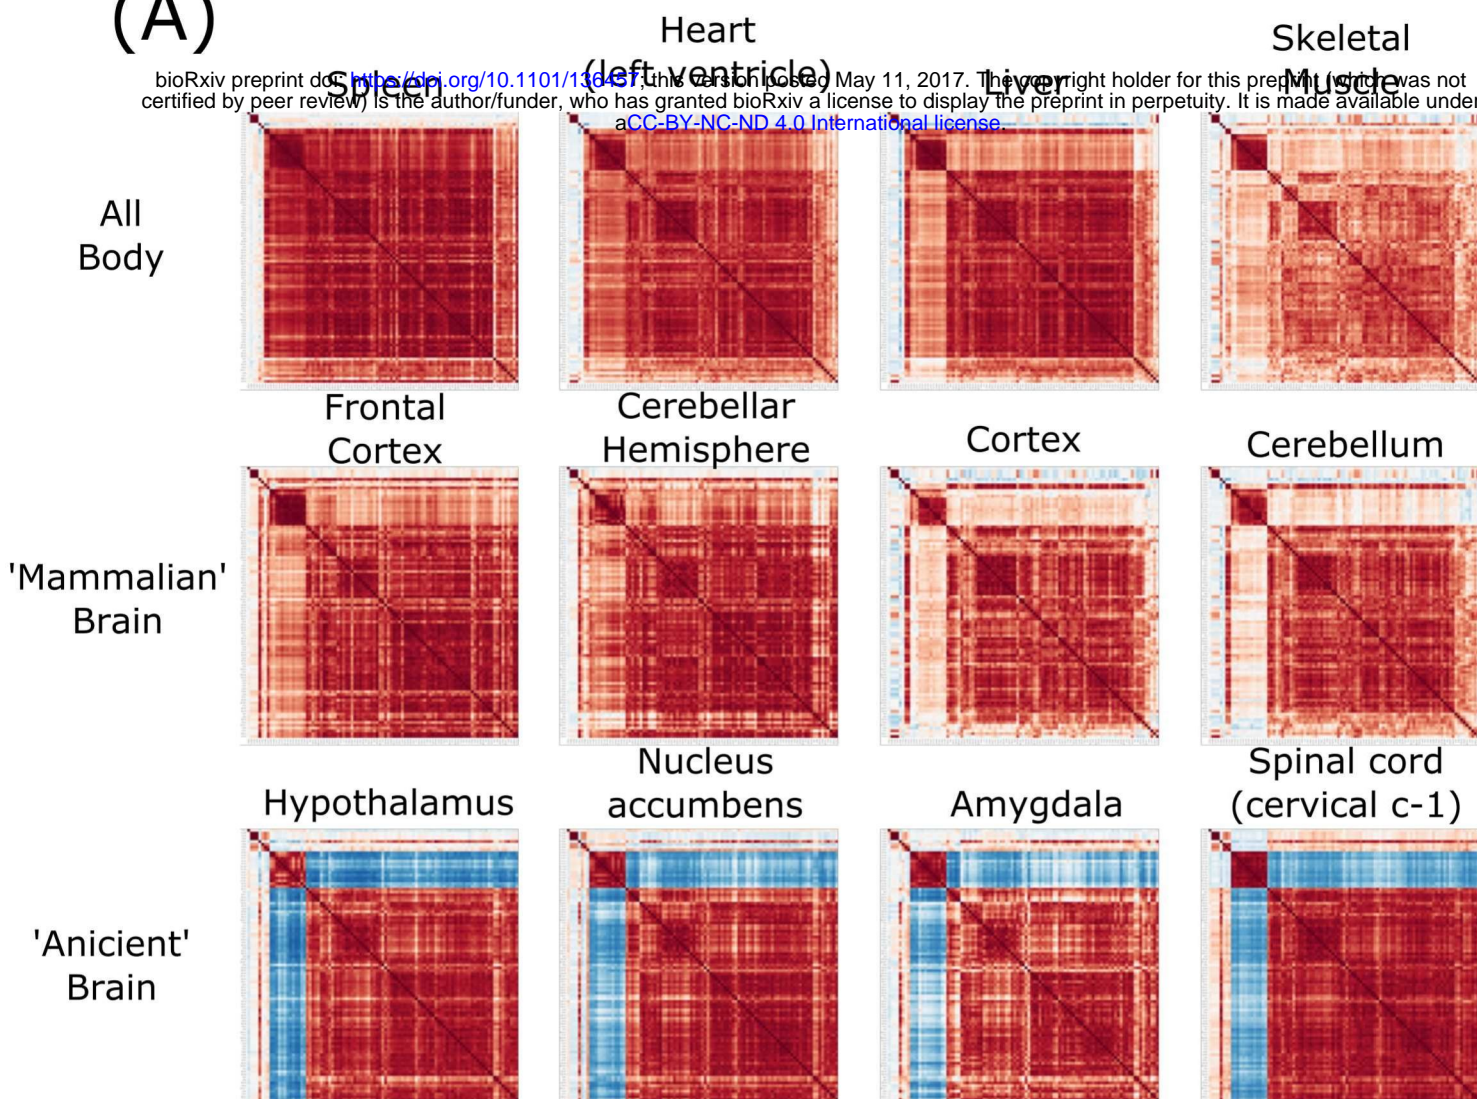 (A)
Heart
(left ventricle)
Skeletal
Muscle
Spleen
Liver
bioRxiv preprint doi: https://doi.org/10.1101/136457; this version posted May 11, 2017. The copyright holder for this preprint (which was not
certified by peer review) is the author/funder, who has granted bioRxiv a license to display the preprint in perpetuity. It is made available under
aCC-BY-NC-ND 4.0 International license.
All
Body
Frontal
Cortex
Cerebellar
Hemisphere
Cortex
Cerebellum
'Mammalian'
Brain
Hypothalamus
Nucleus
accumbens
Amygdala
Spinal cord
(cervical c-1)
'Anicient'
Brain